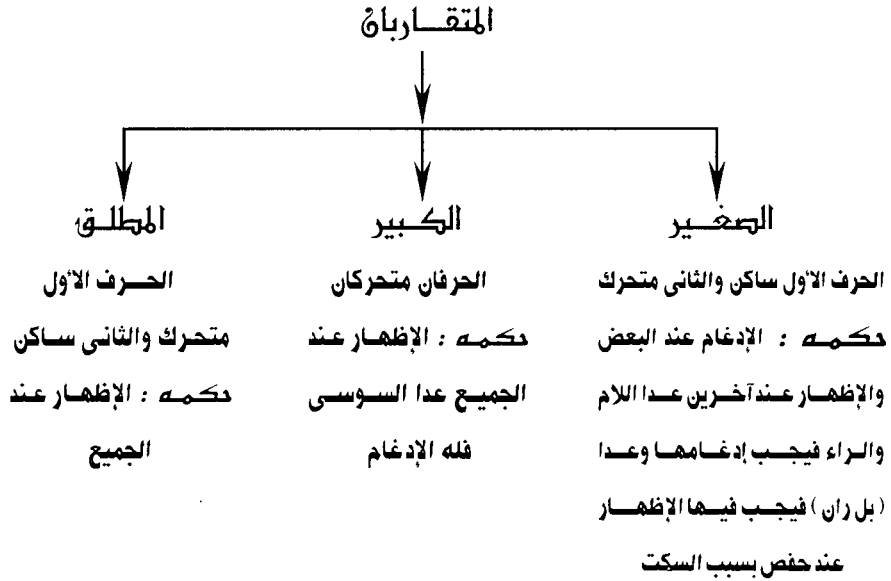 المتقاربان
الصغير
الحرف الأول ساكن والثانى متحرك
حكمه : الإدغام عند البعض
والإظهار عند آخرين عدا اللام
والراء فيجب إدغامها وعدا
(بل ران) فيجب فيها الإظهار
عند حفص بسبب السكت
الكبير
الحرفان متحركان
حكمه : الإظهار عند
الجميع عدا السوسى
فله الإدغام
المطلق
الحرف الأول
متحرك والثانى ساكن
حكمه : الإظهار عند
الجميع